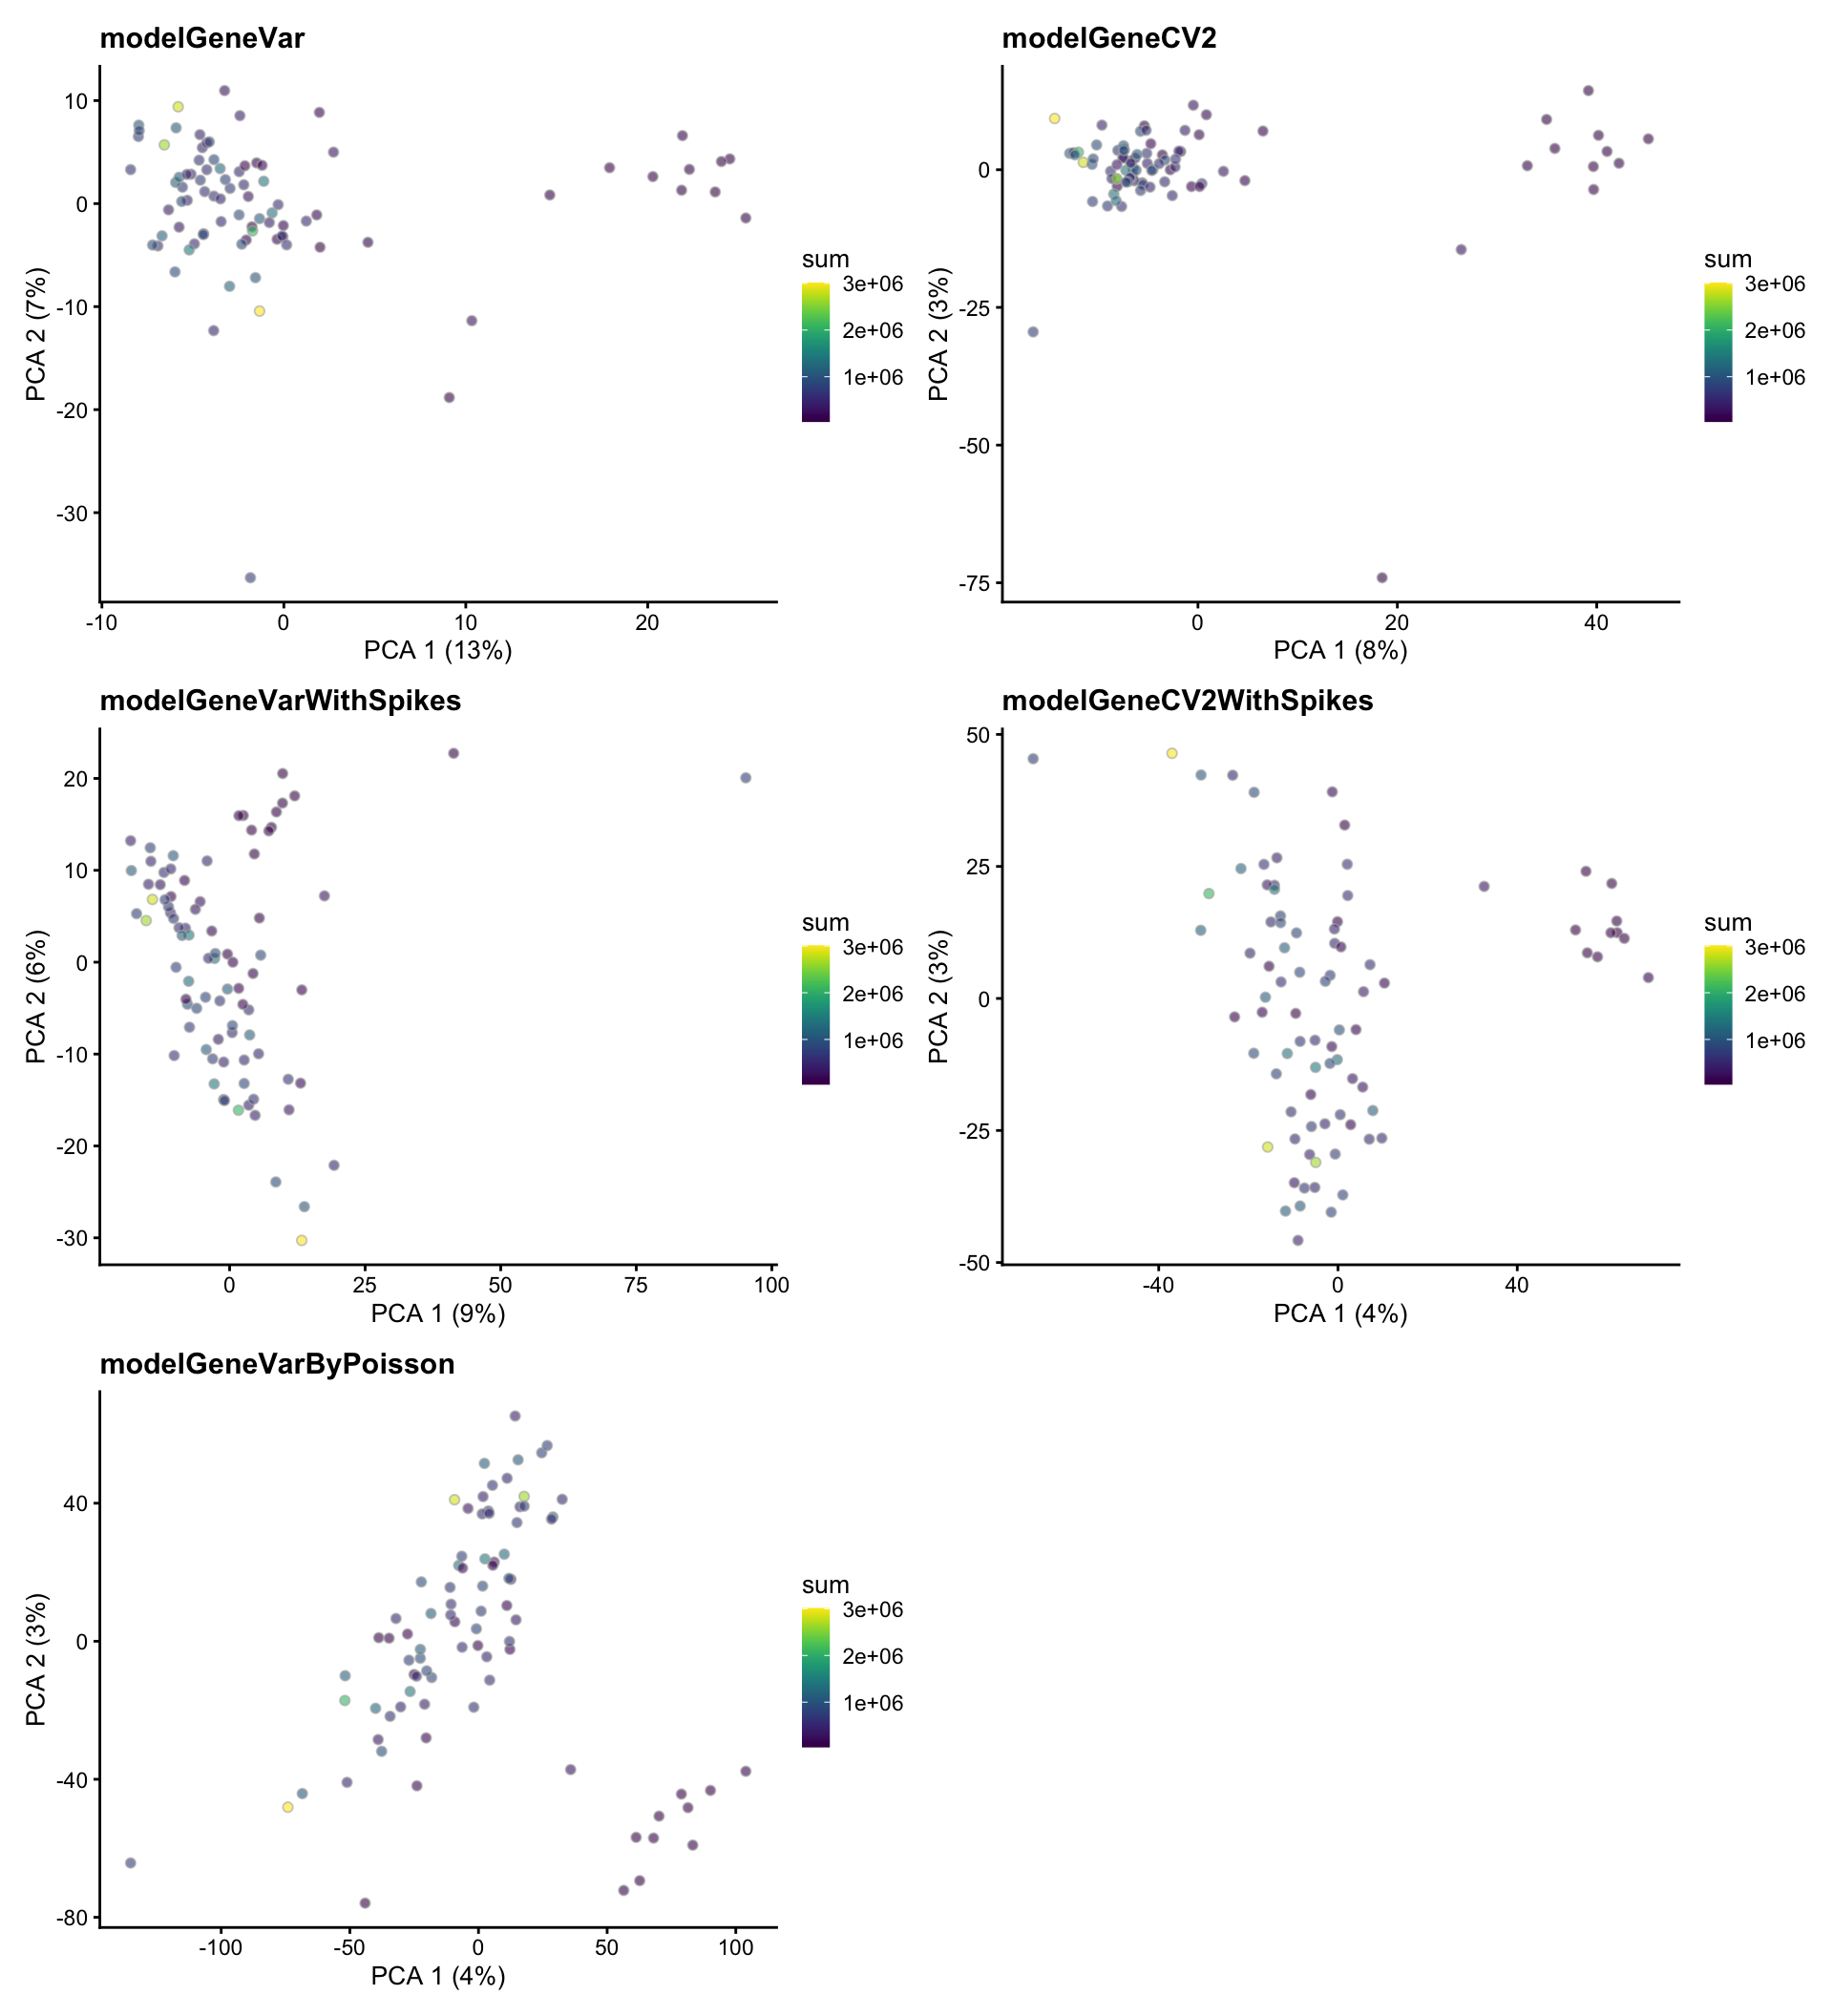 modelGeneVar
10
0
-10
-20
-30
PCA 2 (7%)
-10
0
10
20
PCA 1 (13%)
sum
3e+06
2e+06
1e+06
modelGeneCV2
0
-25
-50
-75
PCA 2 (3%)
0
20
40
PCA 1 (8%)
sum
3e+06
2e+06
1e+06
modelGeneVarWithSpikes
20
10
0
-10
-20
-30
PCA 2 (6%)
0
25
50
75
100
PCA 1 (9%)
sum
3e+06
2e+06
1e+06
modelGeneCV2WithSpikes
50
25
0
-25
-50
PCA 2 (3%)
-40
0
40
PCA 1 (4%)
sum
3e+06
2e+06
1e+06
modelGeneVarByPoisson
40
0
-40
-80
PCA 2 (3%)
-100
-50
0
50
100
PCA 1 (4%)
sum
3e+06
2e+06
1e+06